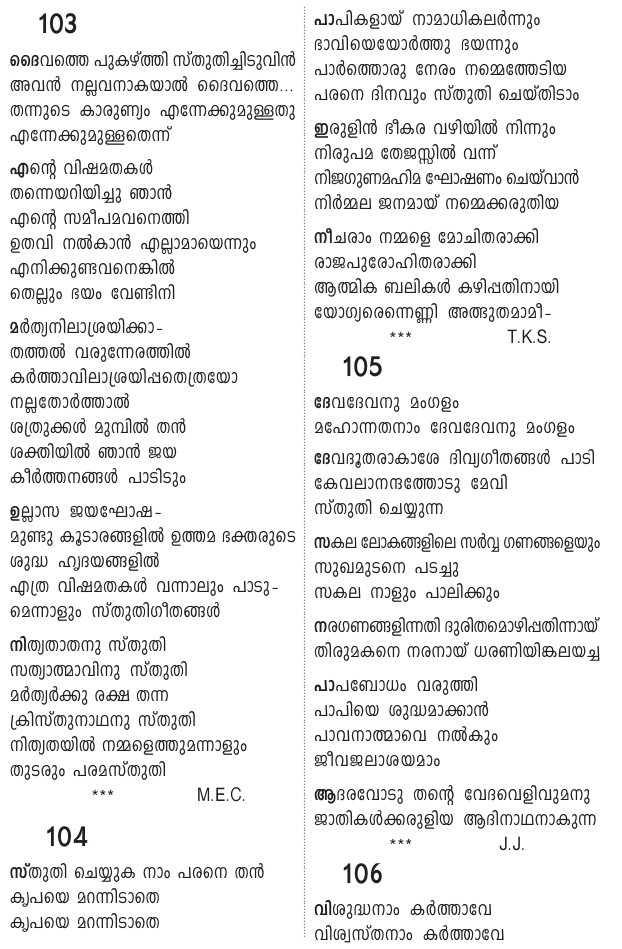 103
ദൈവത്തെ പുകഴ്ത്തി സ്തുതിച്ചിടുവിൻ
അവൻ നല്ലവനാകയാൽ ദൈവത്തെ...
തന്നുടെ കാരുണ്യം എന്നേക്കുമുള്ളതു
എന്നേക്കുമുള്ളതെന്ന്
എന്റെ വിഷമതകൾ
തന്നെയറിയിച്ചു ഞാൻ
എന്റെ സമീപമവനെത്തി
ഉതവി നൽകാൻ എല്ലാമായെന്നും
എനിക്കുണ്ടവനെങ്കിൽ
തെല്ലും ഭയം വേണ്ടിനി
മർത്യനിലാശ്രയിക്കാ-
തത്തൽ വരുന്നേരത്തിൽ
കർത്താവിലാശ്രയിപ്പതെത്രയോ
നല്ലതോർത്താൽ
ശത്രുക്കൾ മുമ്പിൽ തൻ
ശക്തിയിൽ ഞാൻ ജയ
കീർത്തനങ്ങൾ പാടിടും
ഉല്ലാസ ജയഘോഷ-
മുണ്ടു കൂടാരങ്ങളിൽ ഉത്തമ ഭക്തരുടെ
ശുദ്ധ ഹൃദയങ്ങളിൽ
എത്ര വിഷമതകൾ വന്നാലും പാടു-
മെന്നാളും സ്തുതിഗീതങ്ങൾ
നിത്യതാതനു സ്തുതി
സത്യാത്മാവിനു സ്തുതി
മർത്യർക്കു രക്ഷ തന്ന
ക്രിസ്തുനാഥനു സ്തുതി
നിത്യതയിൽ നമ്മളെത്തുമന്നാളും
തുടരും പരമസ്തുതി
*** M.E.C.
104
സ്തുതി ചെയ്യുക നാം പരനെ തൻ
കൃപയെ മറന്നിടാതെ
കൃപയെ മറന്നിടാതെ
പാപികളായ് നാമാധികലർന്നും
ഭാവിയെയോർത്തു ഭയന്നും
പാർത്തൊരു നേരം നമ്മെത്തേടിയ
പരനെ ദിനവും സ്തുതി ചെയ്തിടാം
ഇരുളിൻ ഭീകര വഴിയിൽ നിന്നും
നിരുപമ തേജസ്സിൽ വന്ന്
നിജഗുണമഹിമ ഘോഷണം ചെയ്‌വാൻ
നിർമ്മല ജനമായ് നമ്മെക്കരുതിയ
നീചരാം നമ്മളെ മോചിതരാക്കി
രാജപുരോഹിതരാക്കി
ആത്മിക ബലികൾ കഴിപ്പതിനായി
യോഗ്യരെന്നെണ്ണി അത്ഭുതമാമീ-
*** T.K.S.
105
ദേവദേവനു മംഗളം
മഹോന്നതനാം ദേവദേവനു മംഗളം
ദേവദൂതരാകാശേ ദിവ്യഗീതങ്ങൾ പാടി
കേവലാനന്ദത്തോടു മേവി
സ്തുതി ചെയ്യുന്ന
സകല ലോകങ്ങളിലെ സർവ്വ ഗണങ്ങളെയും
സുഖമുടനെ പടച്ചു
സകല നാളും പാലിക്കും
നരഗണങ്ങളിന്നതി ദുരിതമൊഴിപ്പതിന്നായ്
തിരുമകനെ നരനായ് ധരണിയിങ്കലയച്ച
പാപബോധം വരുത്തി
പാപിയെ ശുദ്ധമാക്കാൻ
പാവനാത്മാവെ നൽകും
ജീവജലാശയമാം
ആദരവോടു തന്റെ വേദവെളിവുമനു
ജാതികൾക്കരുളിയ ആദിനാഥനാകുന്ന
*** J.J.
106
വിശുദ്ധനാം കർത്താവേ
വിശ്വസ്തനാം കർത്താവേ